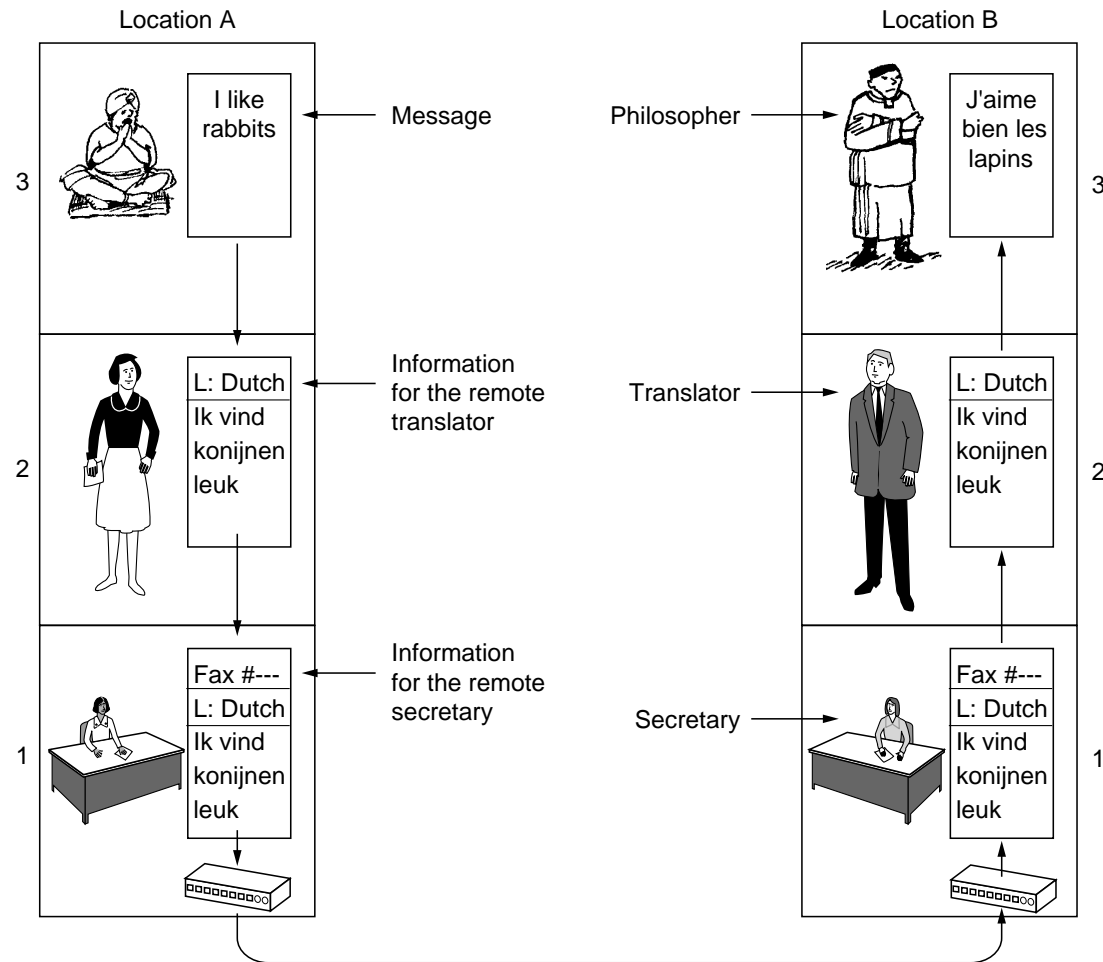 Location A
Location B
I like
rabbits
Message
Philosopher
J'aime
bien les
lapins
3
3
L: Dutch
Ik vind
konijnen
leuk
Information
for the remote
translator
Translator
L: Dutch
Ik vind
konijnen
leuk
2
2
Fax #---
L: Dutch
Ik vind
konijnen
leuk
Information
for the remote
secretary
Secretary
Fax #---
L: Dutch
Ik vind
konijnen
leuk
1
1